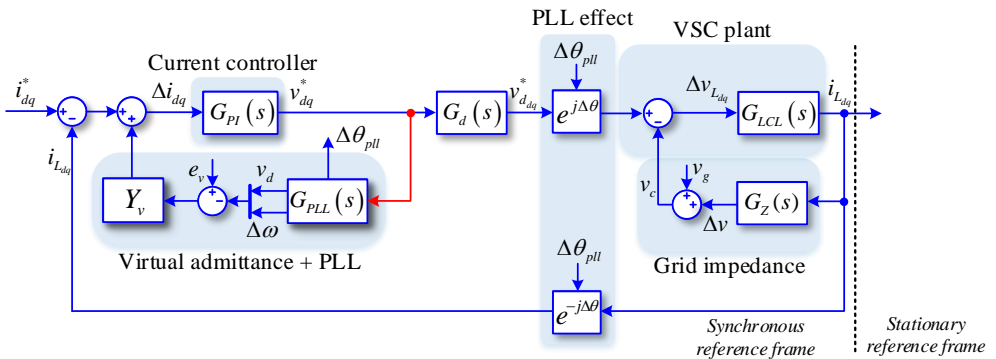 PLL effect
VSC plant
Current controller
Δθ_pll
i*_dq
Δi_dq
v*_dq
v*_d_dq
Δv_L_dq
i_L_dq
+ -
+ +
G_PI(s)
G_d(s)
e^{jΔθ}
+ -
G_LCL(s)
i_L_dq
Δθ_pll
e_v
v_d
v_c
v_g
Y_v
+ -
G_PLL(s)
+ +
G_Z(s)
Δω
Δv
Virtual admittance + PLL
Grid impedance
Δθ_pll
e^{-jΔθ}
Synchronous
reference frame
Stationary
reference frame